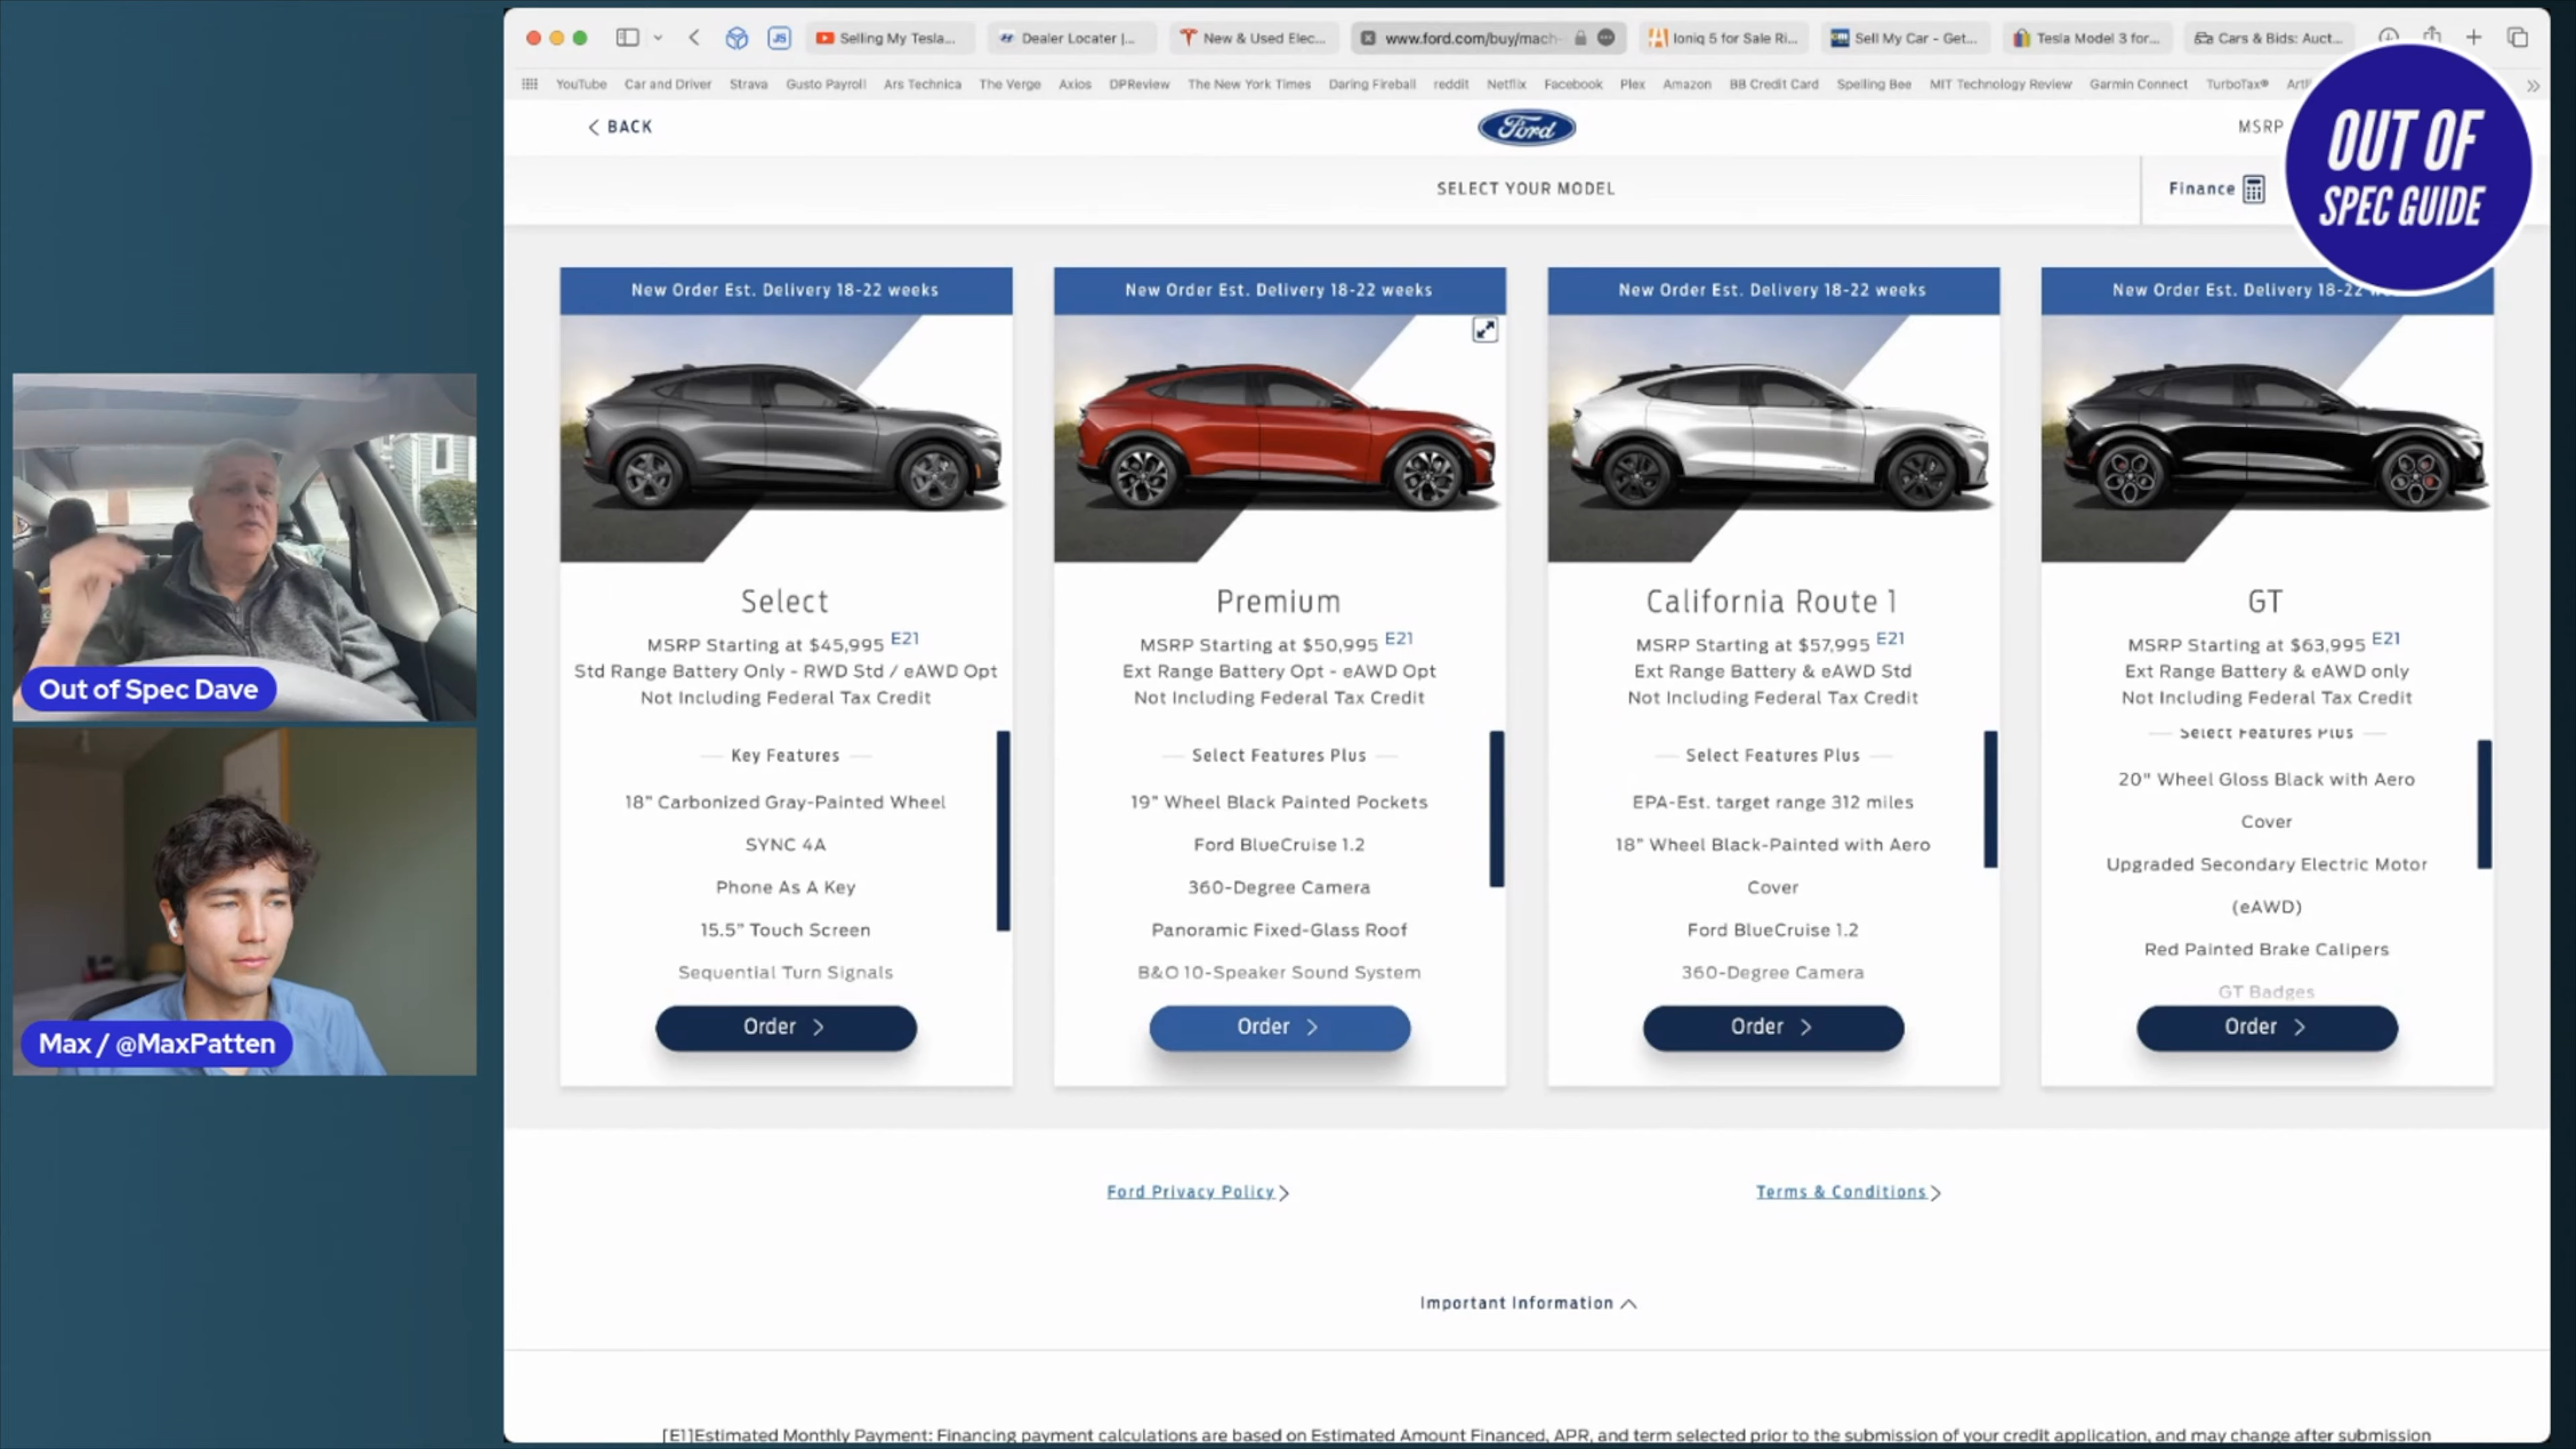 Selling My Tesla...
Dealer Locater |...
New & Used Elec...
www.ford.com/buy/mach-
Ioniq 5 for Sale Ri...
Sell My Car - Get...
Tesla Model 3 for...
Cars & Bids: Auct...
YouTube
Car and Driver
Strava
Gusto Payroll
Ars Technica
The Verge
Axios
DPReview
The New York Times
Daring Fireball
reddit
Netflix
Facebook
Plex
Amazon
BB Credit Card
Spelling Bee
MIT Technology Review
Garmin Connect
TurboTax®
BACK
Ford
MSRP
OUT OF
SPEC GUIDE
SELECT YOUR MODEL
Finance
New Order Est. Delivery 18-22 weeks
Select
MSRP Starting at $45,995 E21
Std Range Battery Only - RWD Std / eAWD Opt
Not Including Federal Tax Credit
Key Features
18" Carbonized Gray-Painted Wheel
SYNC 4A
Phone As A Key
15.5" Touch Screen
Sequential Turn Signals
Order
New Order Est. Delivery 18-22 weeks
Premium
MSRP Starting at $50,995 E21
Ext Range Battery Opt - eAWD Opt
Not Including Federal Tax Credit
Select Features Plus
19" Wheel Black Painted Pockets
Ford BlueCruise 1.2
360-Degree Camera
Panoramic Fixed-Glass Roof
B&O 10-Speaker Sound System
Order
New Order Est. Delivery 18-22 weeks
California Route 1
MSRP Starting at $57,995 E21
Ext Range Battery & eAWD Std
Not Including Federal Tax Credit
Select Features Plus
EPA-Est. target range 312 miles
18" Wheel Black-Painted with Aero
Cover
Ford BlueCruise 1.2
360-Degree Camera
Order
New Order Est. Delivery 18-22
GT
MSRP Starting at $63,995 E21
Ext Range Battery & eAWD only
Not Including Federal Tax Credit
Select Features Plus
20" Wheel Gloss Black with Aero
Cover
Upgraded Secondary Electric Motor
(eAWD)
Red Painted Brake Calipers
GT Badges
Order
Out of Spec Dave
Max / @MaxPatten
Ford Privacy Policy
Terms & Conditions
Important Information
[E1]Estimated Monthly Payment: Financing payment calculations are based on Estimated Amount Financed, APR, and term selected prior to the submission of your credit application, and may change after submission